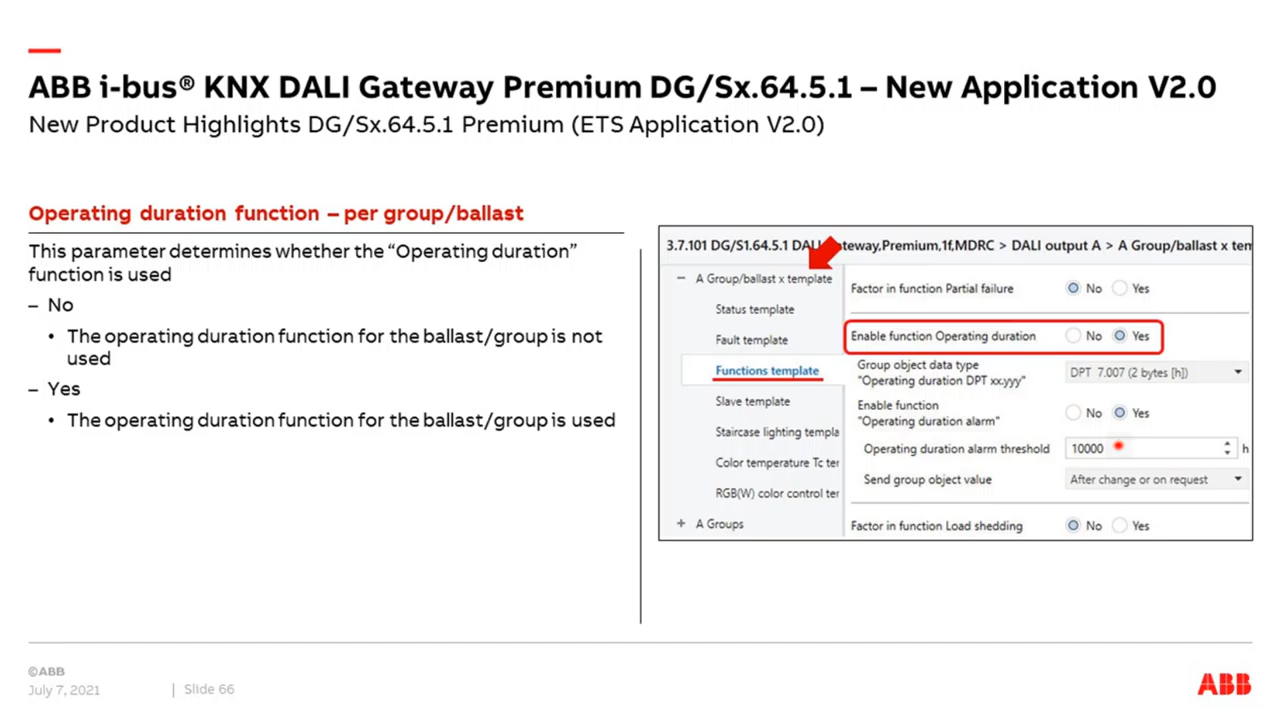 ABB i-bus® KNX DALI Gateway Premium DG/Sx.64.5.1 – New Application V2.0
New Product Highlights DG/Sx.64.5.1 Premium (ETS Application V2.0)
Operating duration function – per group/ballast
This parameter determines whether the “Operating duration”
function is used
– No
• The operating duration function for the ballast/group is not
used
– Yes
• The operating duration function for the ballast/group is used
3.7.101 DG/S1.64.5.1 DALI ateway,Premium,1f,MDRC > DALI output A > A Group/ballast x tem
− A Group/ballast x template
Status template
Fault template
Functions template
Slave template
Staircase lighting templa
Color temperature Tc ter
RGB(W) color control ter
+ A Groups
Factor in function Partial failure No Yes
Enable function Operating duration No Yes
Group object data type
"Operating duration DPT xx.yyy" DPT 7.007 (2 bytes [h])
Enable function
"Operating duration alarm" No Yes
Operating duration alarm threshold 10000 h
Send group object value After change or on request
Factor in function Load shedding No Yes
©ABB
July 7, 2021 | Slide 66
ABB